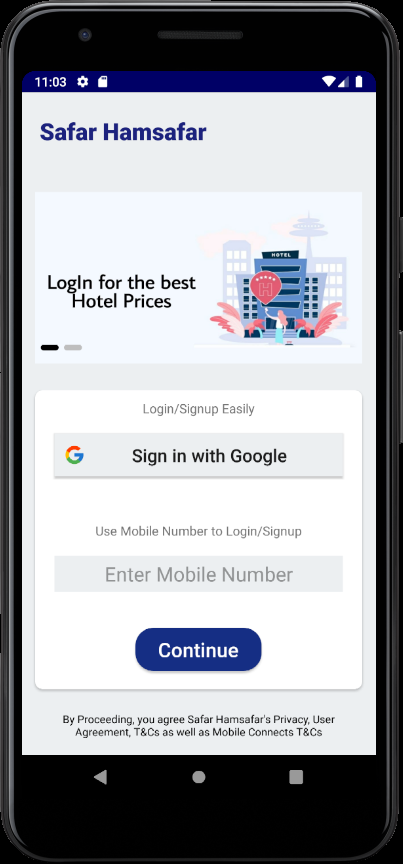 11:03
Safar Hamsafar
LogIn for the best
Hotel Prices
HOTEL
H
Login/Signup Easily
Sign in with Google
Use Mobile Number to Login/Signup
Enter Mobile Number
Continue
By Proceeding, you agree Safar Hamsafar's Privacy, User
Agreement, T&Cs as well as Mobile Connects T&Cs